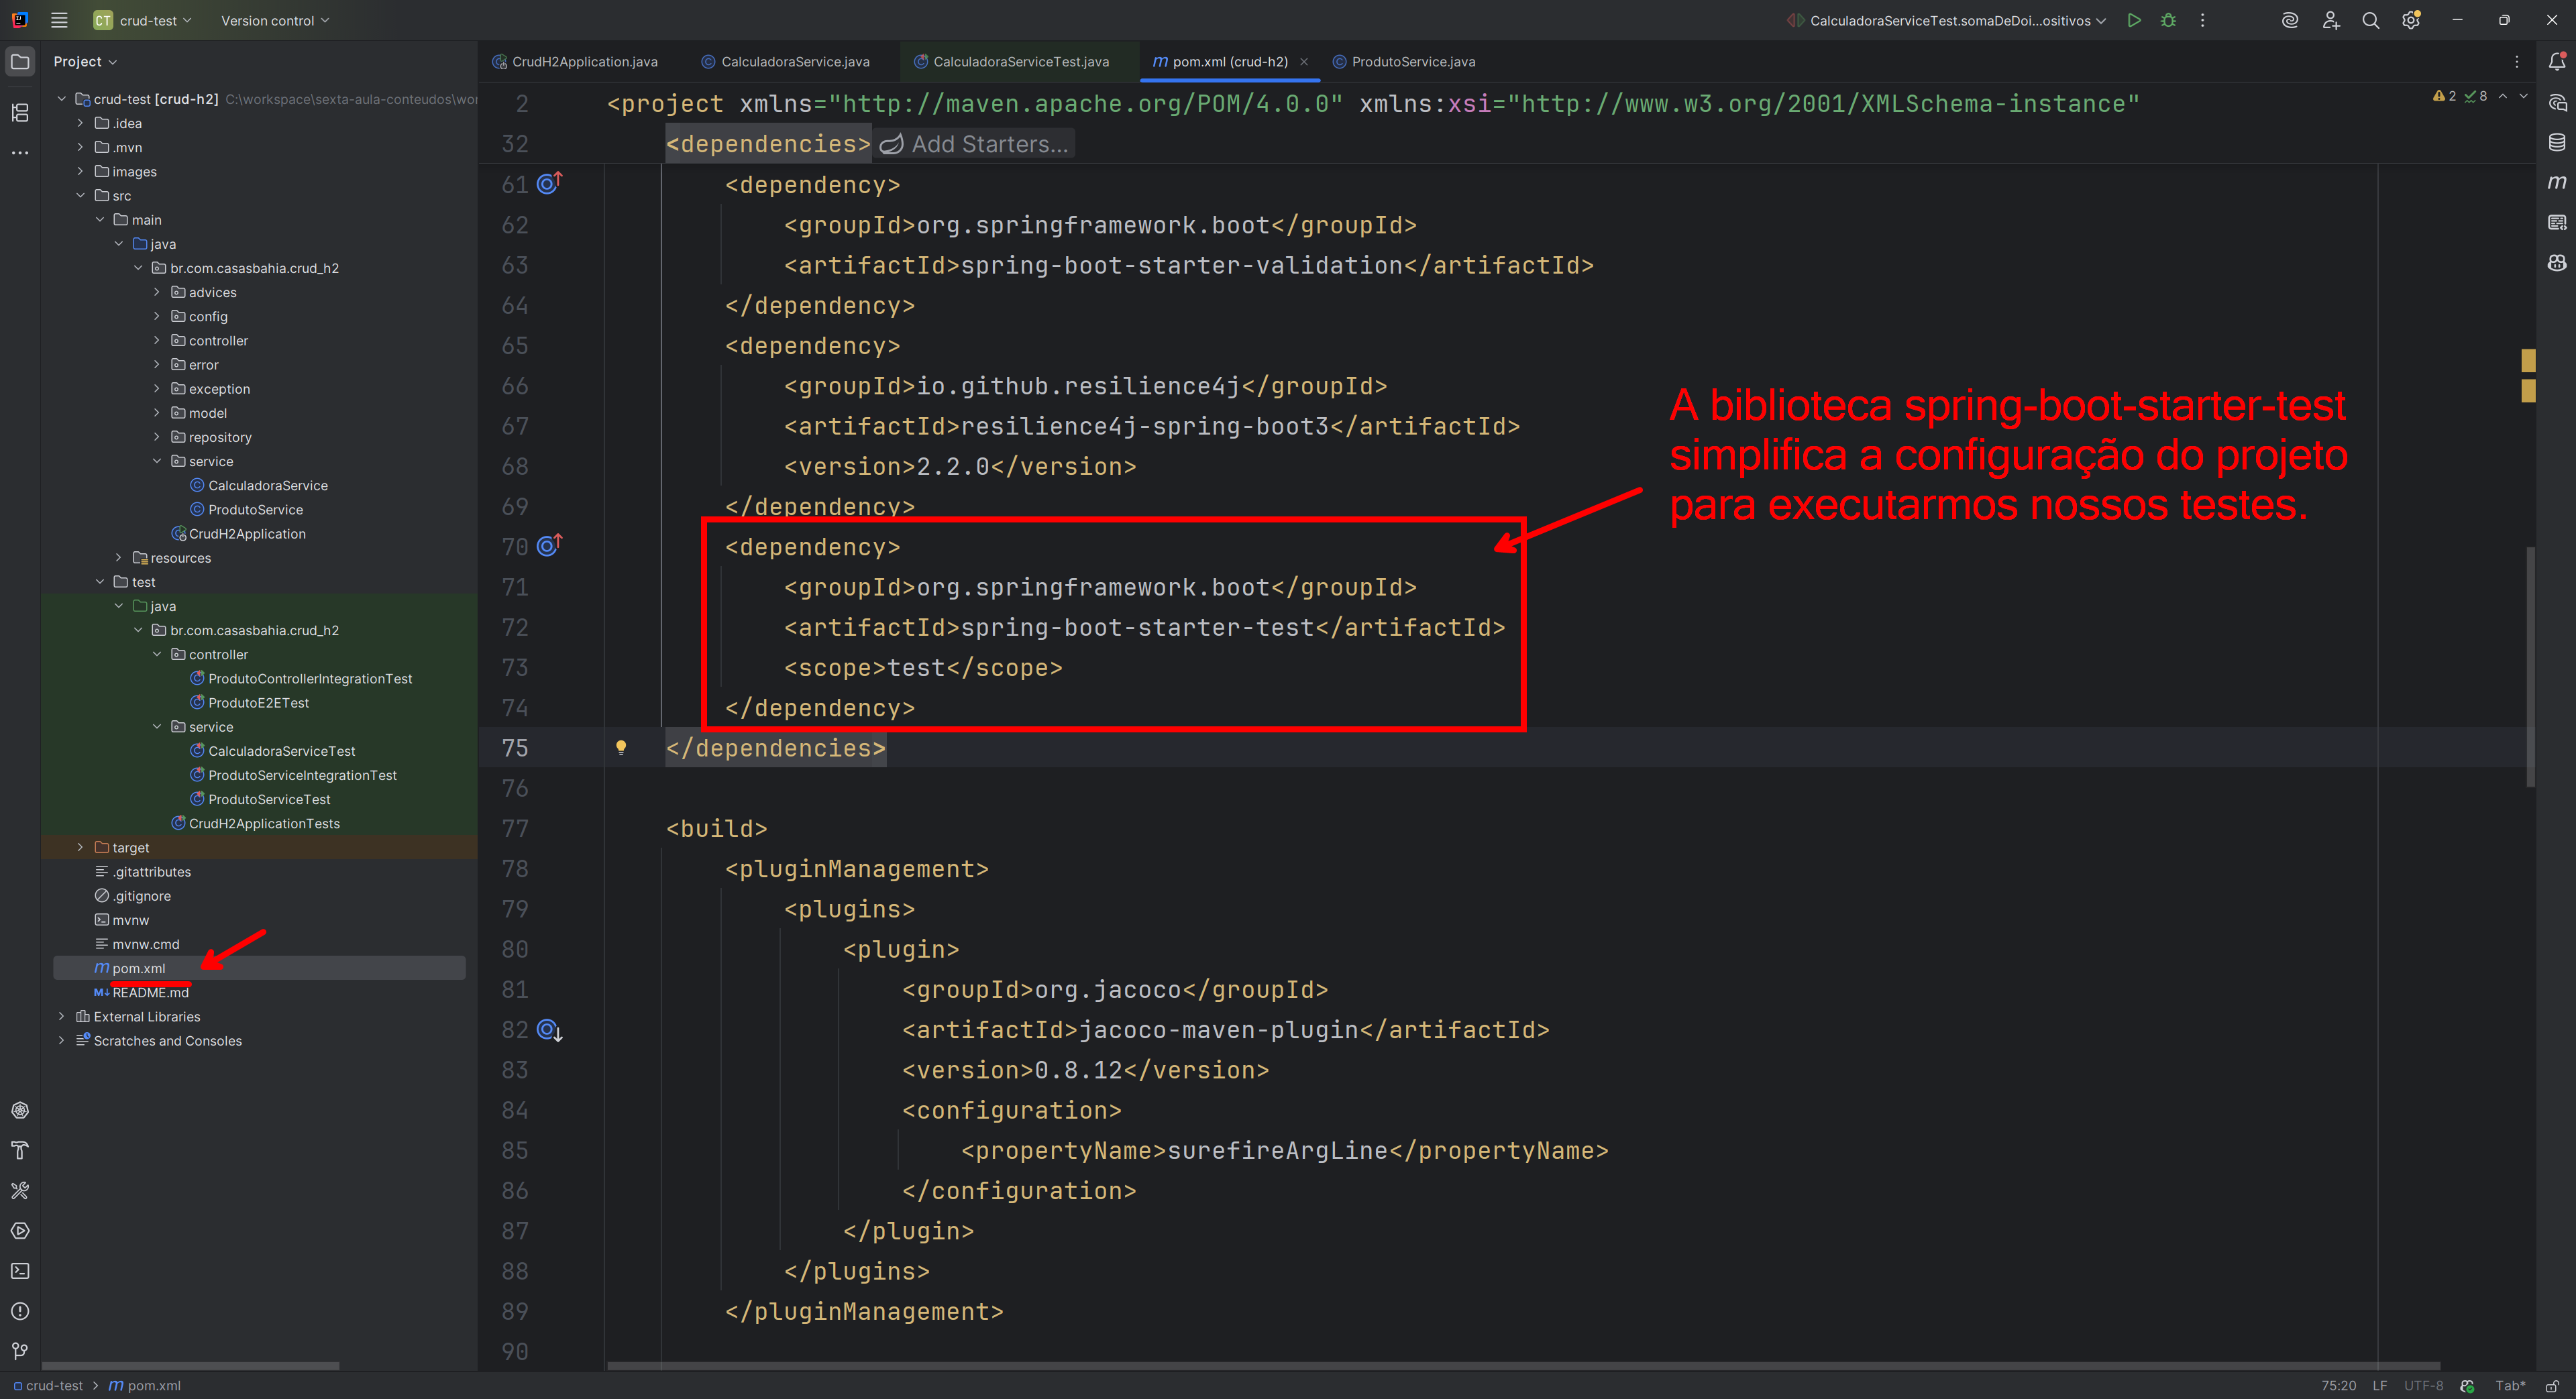 CT crud-test Version control
CalculadoraServiceTest.somaDeDoi...ositivos
Project
CrudH2Application.java CalculadoraService.java CalculadoraServiceTest.java m pom.xml (crud-h2) ProdutoService.java
crud-test [crud-h2] C:\workspace\sexta-aula-conteudos\
.idea
.mvn
images
src
main
java
br.com.casasbahia.crud_h2
advices
config
controller
error
exception
model
repository
service
CalculadoraService
ProdutoService
CrudH2Application
resources
test
java
br.com.casasbahia.crud_h2
controller
ProdutoControllerIntegrationTest
ProdutoE2ETest
service
CalculadoraServiceTest
ProdutoServiceIntegrationTest
ProdutoServiceTest
CrudH2ApplicationTests
target
.gitattributes
.gitignore
mvnw
mvnw.cmd
m pom.xml
M↓ README.md
External Libraries
Scratches and Consoles
2 <project xmlns="http://maven.apache.org/POM/4.0.0" xmlns:xsi="http://www.w3.org/2001/XMLSchema-instance"
2 8
32 <dependencies> Add Starters...
61 <dependency>
62 <groupId>org.springframework.boot</groupId>
63 <artifactId>spring-boot-starter-validation</artifactId>
64 </dependency>
65 <dependency>
66 <groupId>io.github.resilience4j</groupId>
67 <artifactId>resilience4j-spring-boot3</artifactId>
68 <version>2.2.0</version>
69 </dependency>
70 <dependency>
71 <groupId>org.springframework.boot</groupId>
72 <artifactId>spring-boot-starter-test</artifactId>
73 <scope>test</scope>
74 </dependency>
75 </dependencies>
76
77 <build>
78 <pluginManagement>
79 <plugins>
80 <plugin>
81 <groupId>org.jacoco</groupId>
82 <artifactId>jacoco-maven-plugin</artifactId>
83 <version>0.8.12</version>
84 <configuration>
85 <propertyName>surefireArgLine</propertyName>
86 </configuration>
87 </plugin>
88 </plugins>
89 </pluginManagement>
90
A biblioteca spring-boot-starter-test
simplifica a configuração do projeto
para executarmos nossos testes.
crud-test > m pom.xml
75:20 LF UTF-8 Tab*